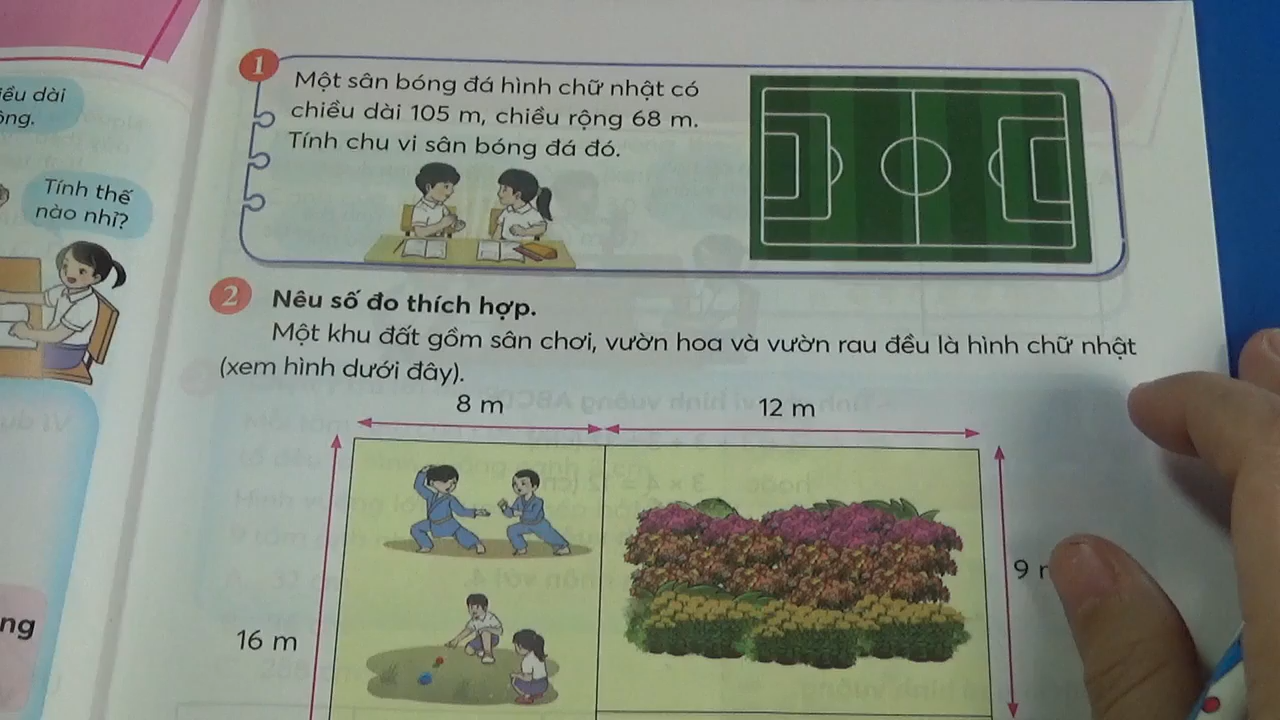 iều dài
ộng.
Tính thế
nào nhỉ?
ng
1
Một sân bóng đá hình chữ nhật có
chiều dài 105 m, chiều rộng 68 m.
Tính chu vi sân bóng đá đó.
2 Nêu số đo thích hợp.
Một khu đất gồm sân chơi, vườn hoa và vườn rau đều là hình chữ nhật
(xem hình dưới đây).
8 m 12 m
9
16 m